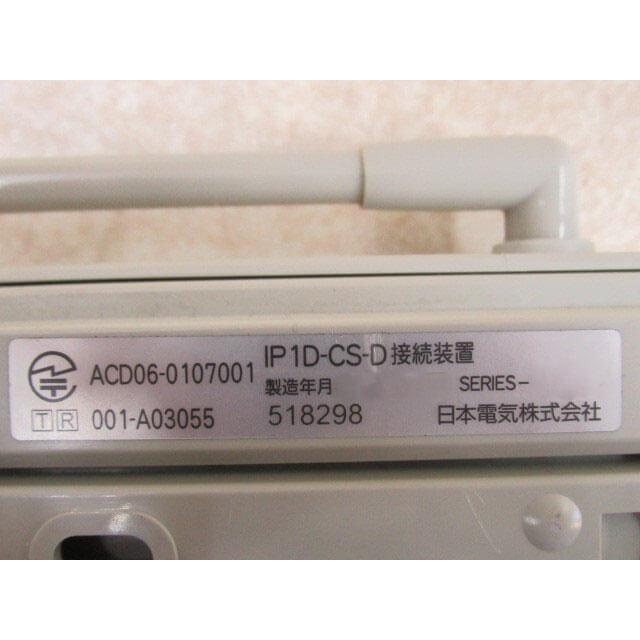 ACD06-0107001
IP1D-CS-D接続装置
製造年月
SERIES-
T R 001-A03055
518298
日本電気株式会社